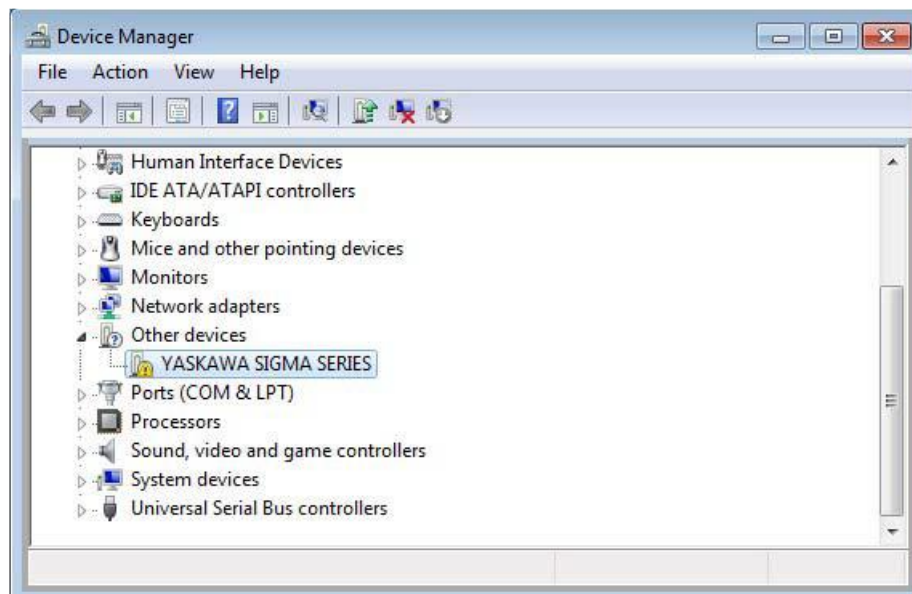 Device Manager
File Action View Help
Human Interface Devices
IDE ATA/ATAPI controllers
Keyboards
Mice and other pointing devices
Monitors
Network adapters
Other devices
YASKAWA SIGMA SERIES
Ports (COM & LPT)
Processors
Sound, video and game controllers
System devices
Universal Serial Bus controllers